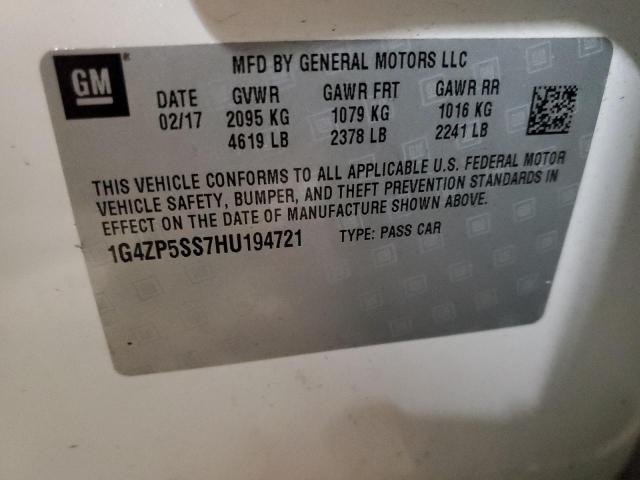 GM®
MFD BY GENERAL MOTORS LLC
DATE GVWR GAWR FRT GAWR RR
02/17 2095 KG 1079 KG 1016 KG
4619 LB 2378 LB 2241 LB
THIS VEHICLE CONFORMS TO ALL APPLICABLE U.S. FEDERAL MOTOR
VEHICLE SAFETY, BUMPER, AND THEFT PREVENTION STANDARDS IN
EFFECT ON THE DATE OF MANUFACTURE SHOWN ABOVE.
1G4ZP5SS7HU194721 TYPE: PASS CAR